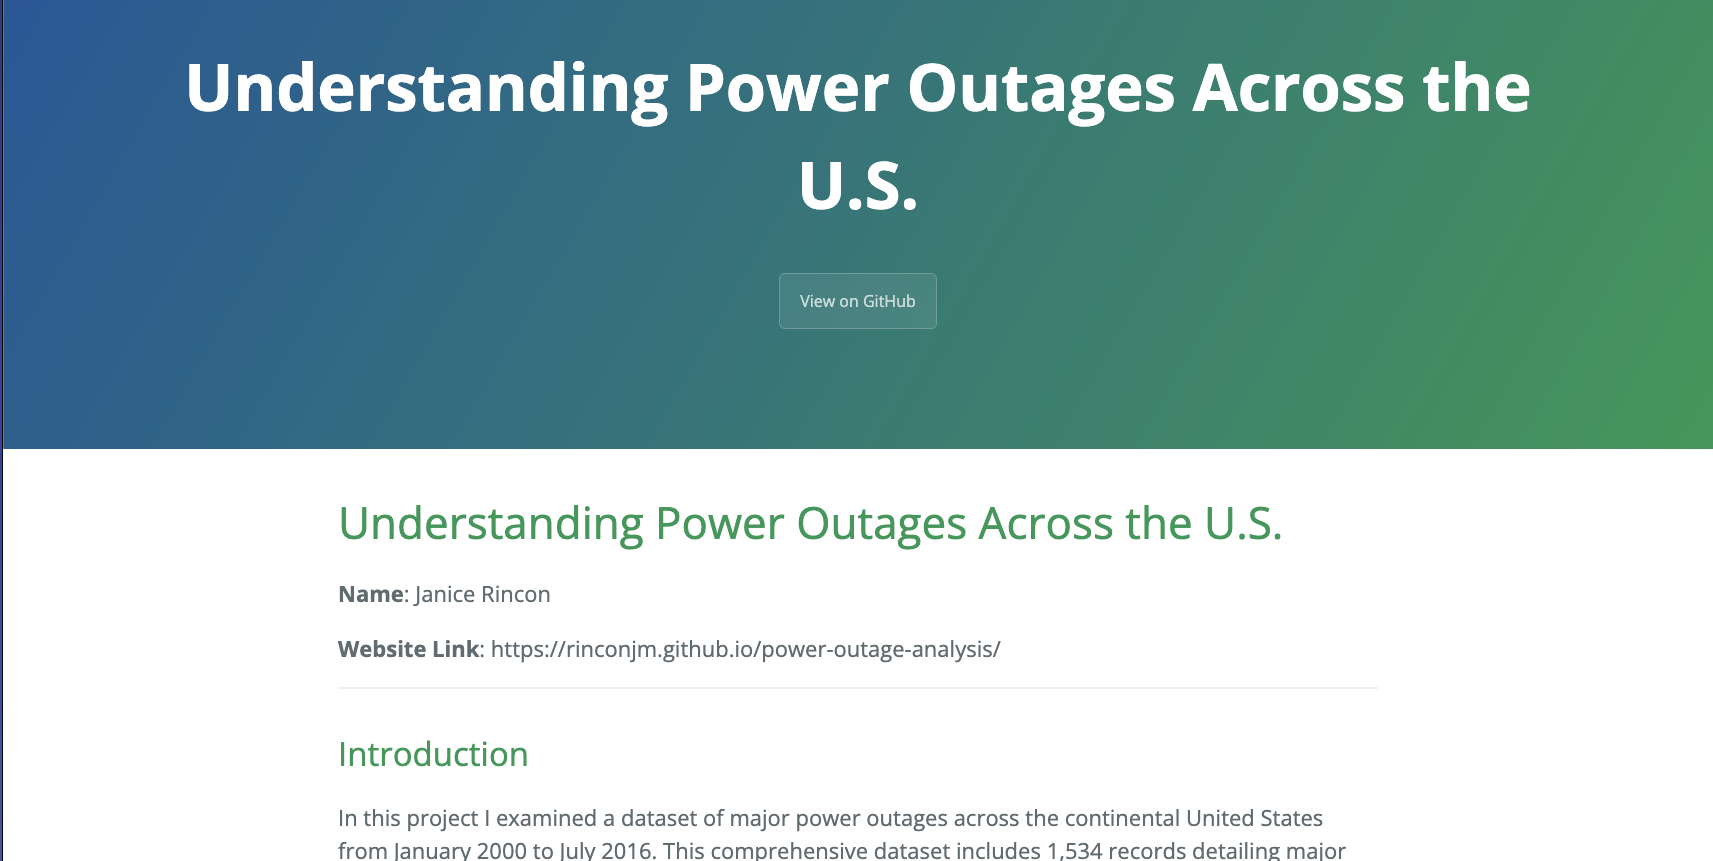 Understanding Power Outages Across the
U.S.
View on GitHub
Understanding Power Outages Across the U.S.
Name: Janice Rincon
Website Link: https://rinconjm.github.io/power-outage-analysis/
Introduction
In this project I examined a dataset of major power outages across the continental United States
from January 2000 to July 2016. This comprehensive dataset includes 1,534 records detailing major